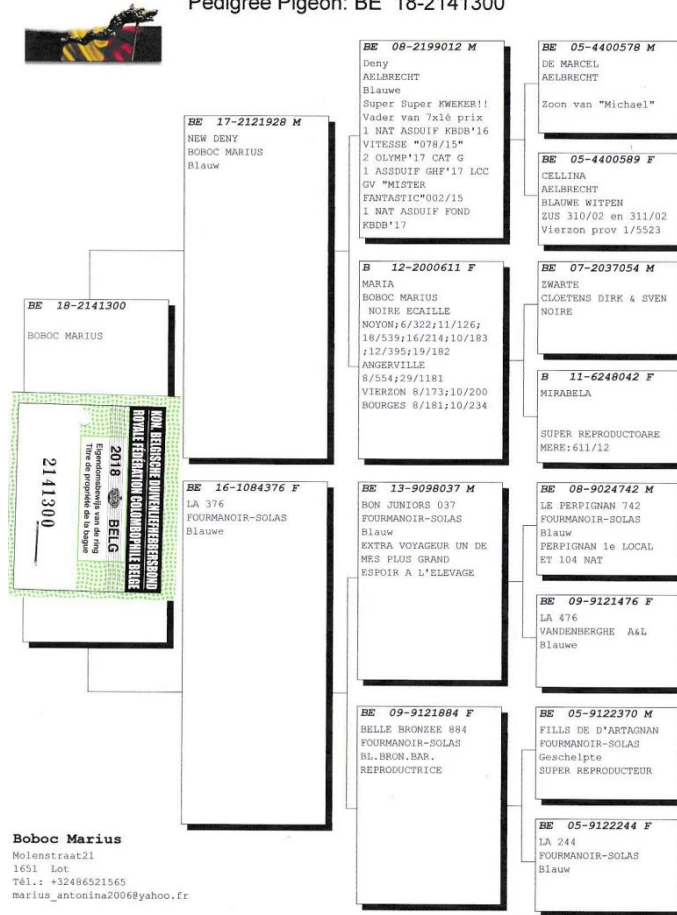 Pedigree Pigeon: BE 18-2141300
BE 18-2141300
BOBOC MARIUS
KON. BELGISCHE DUIVENLIEFHEBBERSBOND
ROYALE FEDERATION COLOMBOPHILE BELGE
2018 BELG
Eigendomsbewijs van de ring
Titre de propriété de la bague
2141300
BE 17-2121928 M
NEW DENY
BOBOC MARIUS
Blauw
BE 16-1084376 F
LA 376
FOURMANOIR-SOLAS
Blauwe
BE 08-2199012 M
Deny
AELBRECHT
Blauwe
Super Super KWEKER!!
Vader van 7xlé prix
1 NAT ASDUIF KBDB'16
VITESSE "078/15"
2 OLYMP'17 CAT G
1 ASSDUIF GHF'17 LCC
GV "MISTER
FANTASTIC"002/15
1 NAT ASDUIF FOND
KBDB'17
B 12-2000611 F
MARIA
BOBOC MARIUS
NOIRE ECAILLE
NOYON;6/322;11/126;
18/539;16/214;10/183
;12/395;19/182
ANGERVILLE
8/554;29/1181
VIERZON 8/173;10/200
BOURGES 8/181;10/234
BE 13-9098037 M
BON JUNIORS 037
FOURMANOIR-SOLAS
Blauw
EXTRA VOYAGEUR UN DE
MES PLUS GRAND
ESPOIR A L'ELEVAGE
BE 09-9121884 F
BELLE BRONZEE 884
FOURMANOIR-SOLAS
BL.BRON.BAR.
REPRODUCTRICE
BE 05-4400578 M
DE MARCEL
AELBRECHT
Zoon van "Michael"
BE 05-4400589 F
CELLINA
AELBRECHT
BLAUWE WITPEN
ZUS 310/02 en 311/02
Vierzon prov 1/5523
BE 07-2037054 M
ZWARTE
CLOETENS DIRK & SVEN
NOIRE
B 11-6248042 F
MIRABELA
SUPER REPRODUCTOARE
MERE:611/12
BE 08-9024742 M
LE PERPIGNAN 742
FOURMANOIR-SOLAS
Blauw
PERPIGNAN 1e LOCAL
ET 104 NAT
BE 09-9121476 F
LA 476
VANDENBERGHE A&L
Blauwe
BE 05-9122370 M
FILLS DE D'ARTAGNAN
FOURMANOIR-SOLAS
Geschelpte
SUPER REPRODUCTEUR
BE 05-9122244 F
LA 244
FOURMANOIR-SOLAS
Blauw
Boboc Marius
Molenstraat21
1651 Lot
Tél.: +32486521565
marius_antonina2006@yahoo.fr